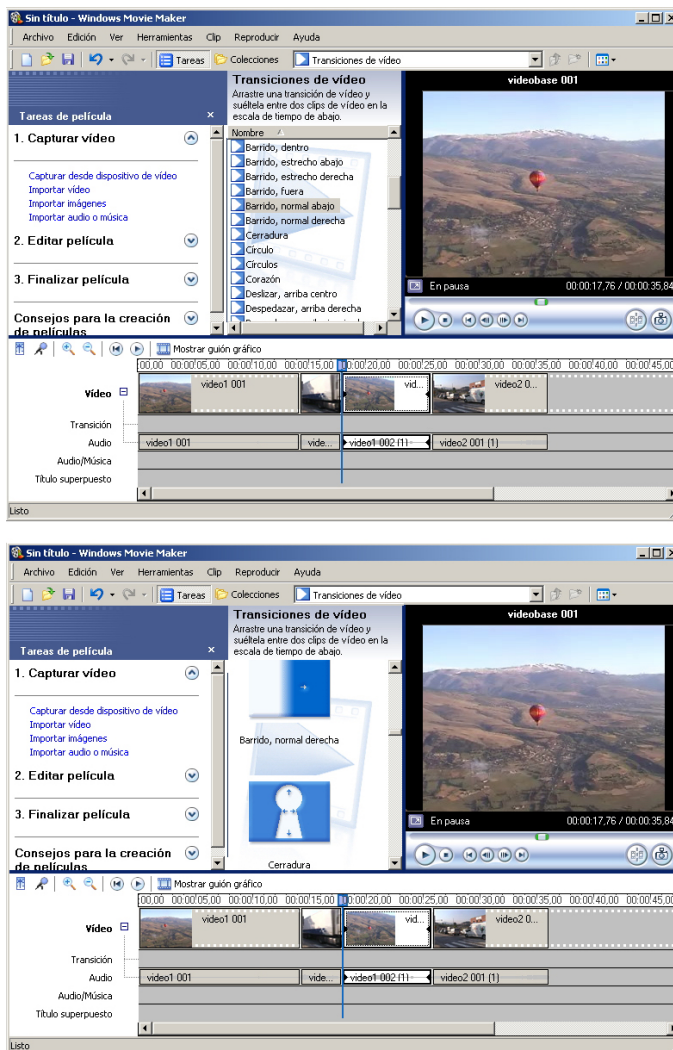 Sin título - Windows Movie Maker
Archivo Edición Ver Herramientas Clip Reproducir Ayuda
Tareas Colecciones Transiciones de vídeo
Tareas de película
1. Capturar vídeo
Capturar desde dispositivo de vídeo
Importar vídeo
Importar imágenes
Importar audio o música
2. Editar película
3. Finalizar película
Consejos para la creación
de películas
Transiciones de vídeo
Arrastre una transición de vídeo y
suéltela entre dos clips de vídeo en la
escala de tiempo de abajo.
Nombre
Barrido, dentro
Barrido, estrecho abajo
Barrido, estrecho derecha
Barrido, fuera
Barrido, normal abajo
Barrido, normal derecha
Cerradura
Círculo
Círculos
Corazón
Deslizar, arriba centro
Despedazar, arriba derecha
videobase 001
En pausa 00:00:17,76 / 00:00:35,84
Mostrar guión gráfico
00,00 00:00'05,00 00:00'10,00 00:00'15,00 0:00'20,00 00:00'25,00 00:00'30,00 00:00'35,00 00:00'40,00 00:00'45,00
Vídeo video1 001 vid... video2 0...
Transición
Audio video1 001 vide... video1 002 (1) video2 001 (1)
Audio/Música
Título superpuesto
Listo
Sin título - Windows Movie Maker
Archivo Edición Ver Herramientas Clip Reproducir Ayuda
Tareas Colecciones Transiciones de vídeo
Tareas de película
1. Capturar vídeo
Capturar desde dispositivo de vídeo
Importar vídeo
Importar imágenes
Importar audio o música
2. Editar película
3. Finalizar película
Consejos para la creación
de películas
Transiciones de vídeo
Arrastre una transición de vídeo y
suéltela entre dos clips de vídeo en la
escala de tiempo de abajo.
Barrido, normal derecha
Cerradura
videobase 001
En pausa 00:00:17,76 / 00:00:35,84
Mostrar guión gráfico
00,00 00:00'05,00 00:00'10,00 00:00'15,00 0:00'20,00 00:00'25,00 00:00'30,00 00:00'35,00 00:00'40,00 00:00'45,00
Vídeo video1 001 vid... video2 0...
Transición
Audio video1 001 vide... video1 002 (1) video2 001 (1)
Audio/Música
Título superpuesto
Listo